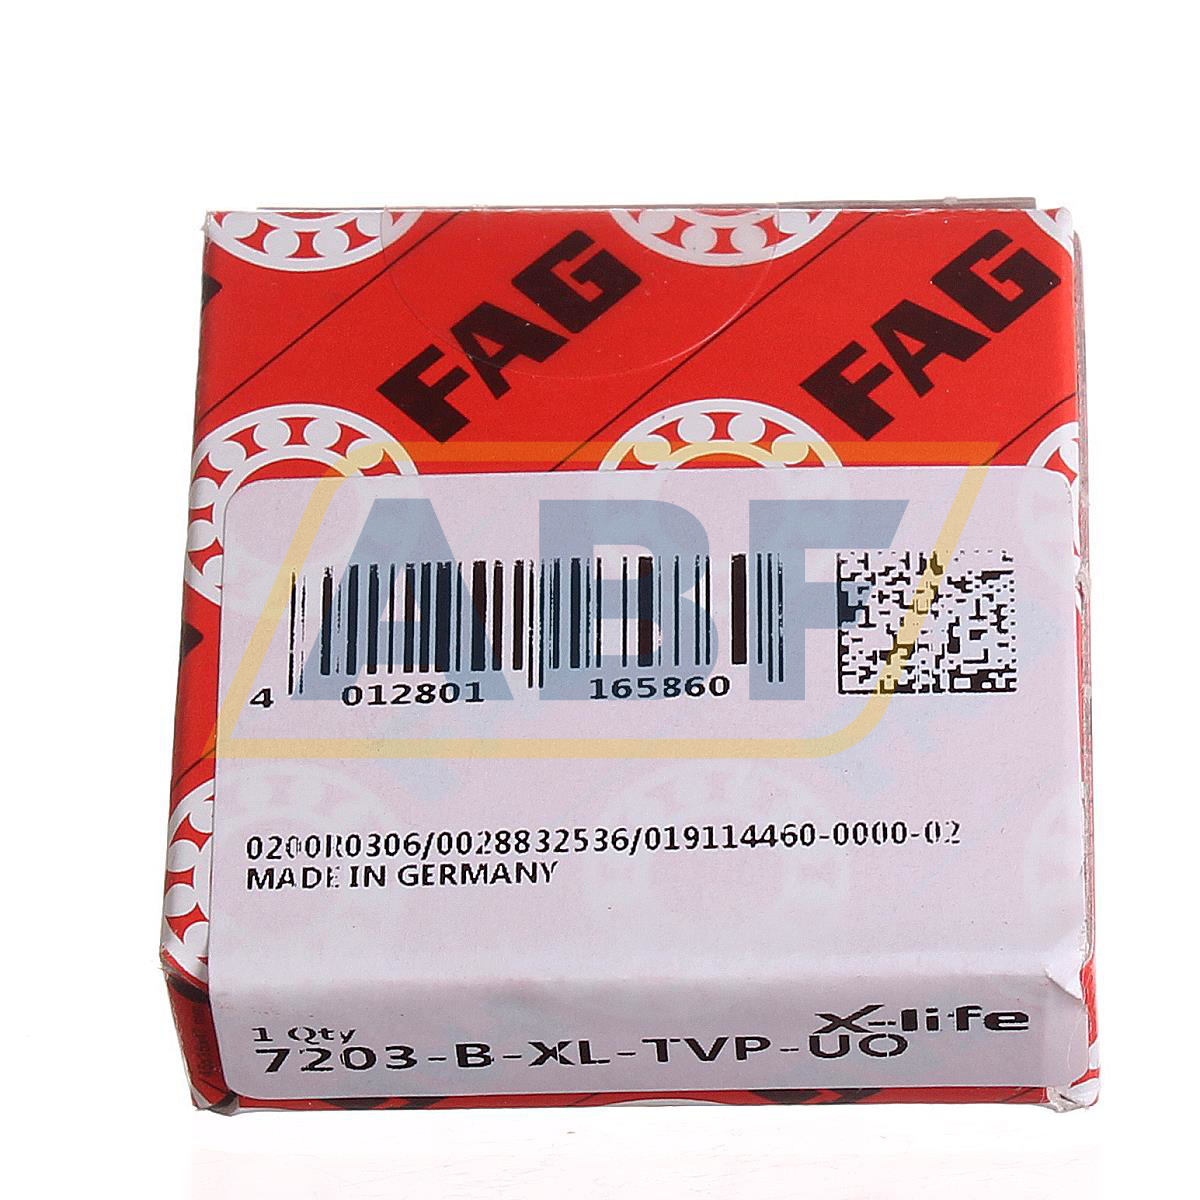 FAG
FAG
ABF
4 012801 165860
0200R0306/0028832536/019114460-0000-02
MADE IN GERMANY
1 Qty
X-life
7203-B-XL-TVP-UO